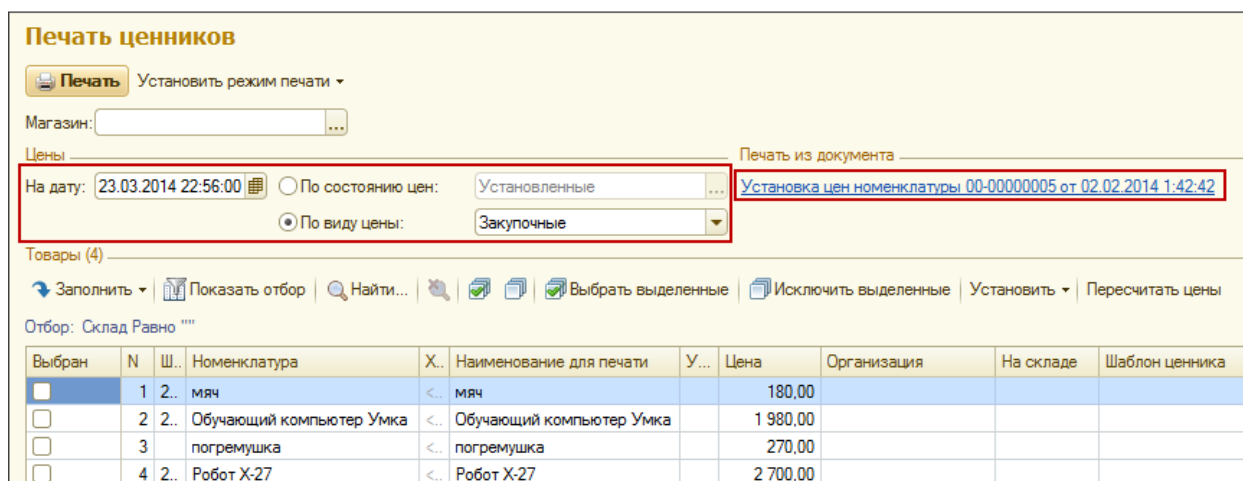 Печать ценников
Печать Установить режим печати
Магазин: ...
Цены Печать из документа
На дату: 23.03.2014 22:56:00 По состоянию цен: Установленные ... Установка цен номенклатуры 00-00000005 от 02.02.2014 1:42:42
По виду цены: Закупочные
Товары (4)
Заполнить Показать отбор Найти... Выбрать выделенные Исключить выделенные Установить Пересчитать цены
Отбор: Склад Равно ""
Выбран N Ш.. Номенклатура Х.. Наименование для печати У... Цена Организация На складе Шаблон ценника
1 2.. мяч <.. мяч 180,00
2 2.. Обучающий компьютер Умка <.. Обучающий компьютер Умка 1 980,00
3 погремушка <.. погремушка 270,00
4 2.. Робот Х-27 <.. Робот Х-27 2 700,00